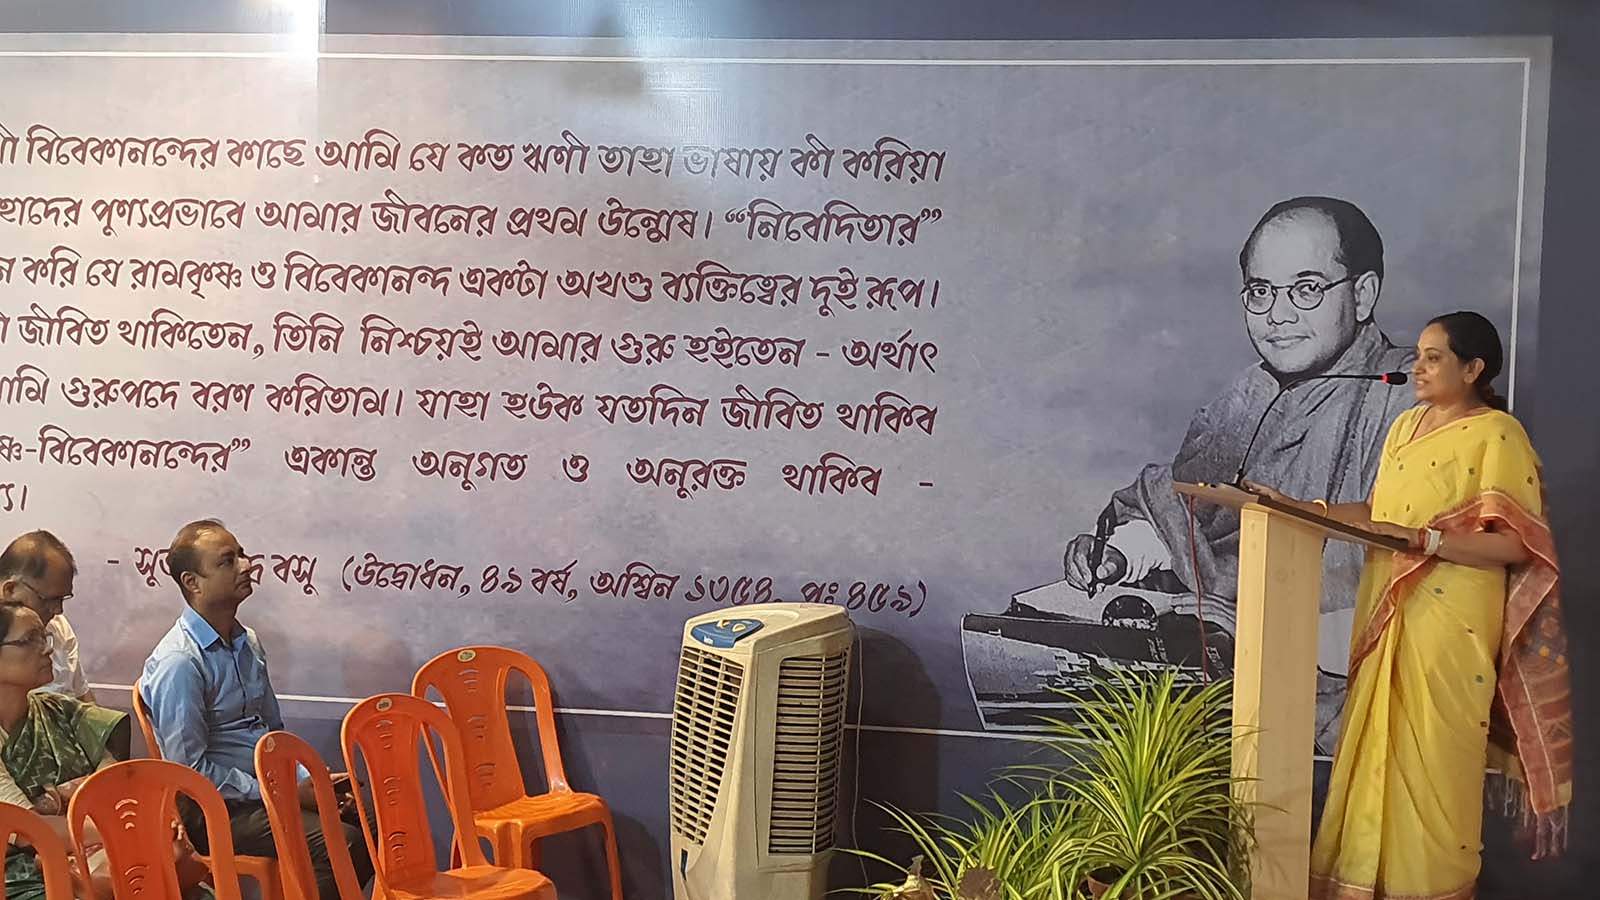 বিবেকানন্দের কাছে আমি যে কত ঋণী তাহা ভাষায় কী করিয়া
হাদের পূণ্যপ্রভাবে আমার জীবনের প্রথম উন্মেষ। “নিবেদিতার”
ন করি যে রামকৃষ্ণ ও বিবেকানন্দ একটা অখণ্ড ব্যক্তিত্বের দুই রূপ।
জীবিত থাকিতেন, তিনি নিশ্চয়ই আমার গুরু হইতেন - অর্থাৎ
মি গুরুপদে বরণ করিতাম। যাহা হউক যতদিন জীবিত থাকিব
ষ্ণ-বিবেকানন্দের” একান্ত অনুগত ও অনুরক্ত থাকিব -
্য।
- সু বসু (উদ্বোধন, ৪৯ বর্ষ, অশ্বিন ১৩৫৪, পৃঃ ৪৫৯)